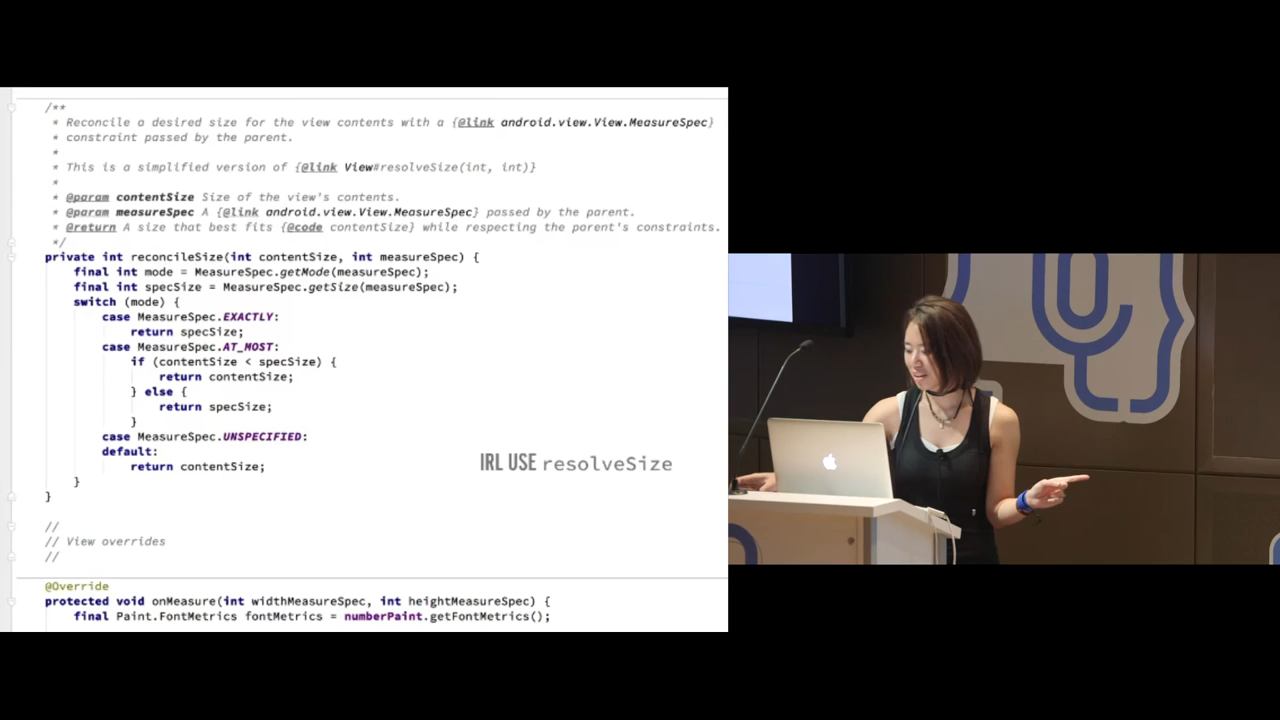 /**
 * Reconcile a desired size for the view contents with a {@link android.view.View.MeasureSpec}
 * constraint passed by the parent.
 *
 * This is a simplified version of {@link View#resolveSize(int, int)}
 *
 * @param contentSize Size of the view's contents.
 * @param measureSpec A {@link android.view.View.MeasureSpec} passed by the parent.
 * @return A size that best fits {@code contentSize} while respecting the parent's constraints.
 */
private int reconcileSize(int contentSize, int measureSpec) {
    final int mode = MeasureSpec.getMode(measureSpec);
    final int specSize = MeasureSpec.getSize(measureSpec);
    switch (mode) {
        case MeasureSpec.EXACTLY:
            return specSize;
        case MeasureSpec.AT_MOST:
            if (contentSize < specSize) {
                return contentSize;
            } else {
                return specSize;
            }
        case MeasureSpec.UNSPECIFIED:
        default:
            return contentSize;
    }
}
IRL USE resolveSize
//
// View overrides
//
@Override
protected void onMeasure(int widthMeasureSpec, int heightMeasureSpec) {
    final Paint.FontMetrics fontMetrics = numberPaint.getFontMetrics();